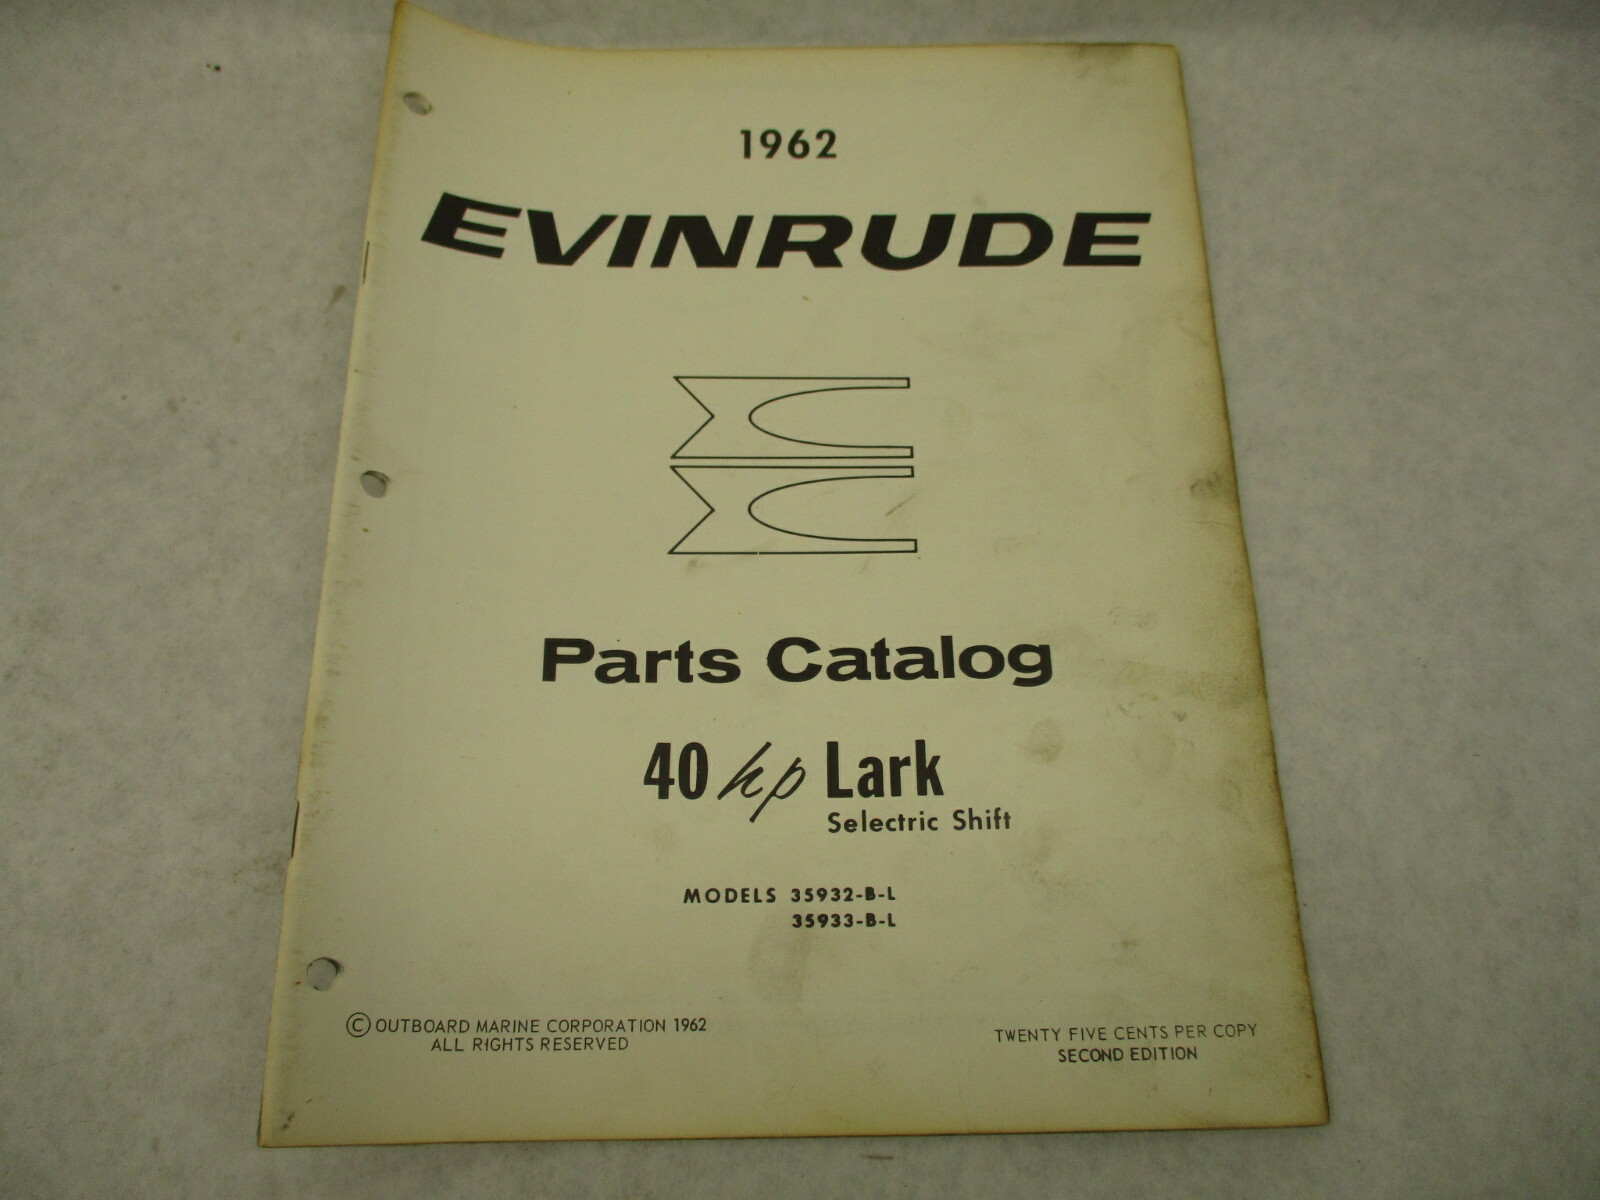 1962
EVINRUDE
Parts Catalog
40 hp Lark
Selectric Shift
MODELS 35932-B-L
35933-B-L
© OUTBOARD MARINE CORPORATION 1962
ALL RIGHTS RESERVED
TWENTY FIVE CENTS PER COPY
SECOND EDITION